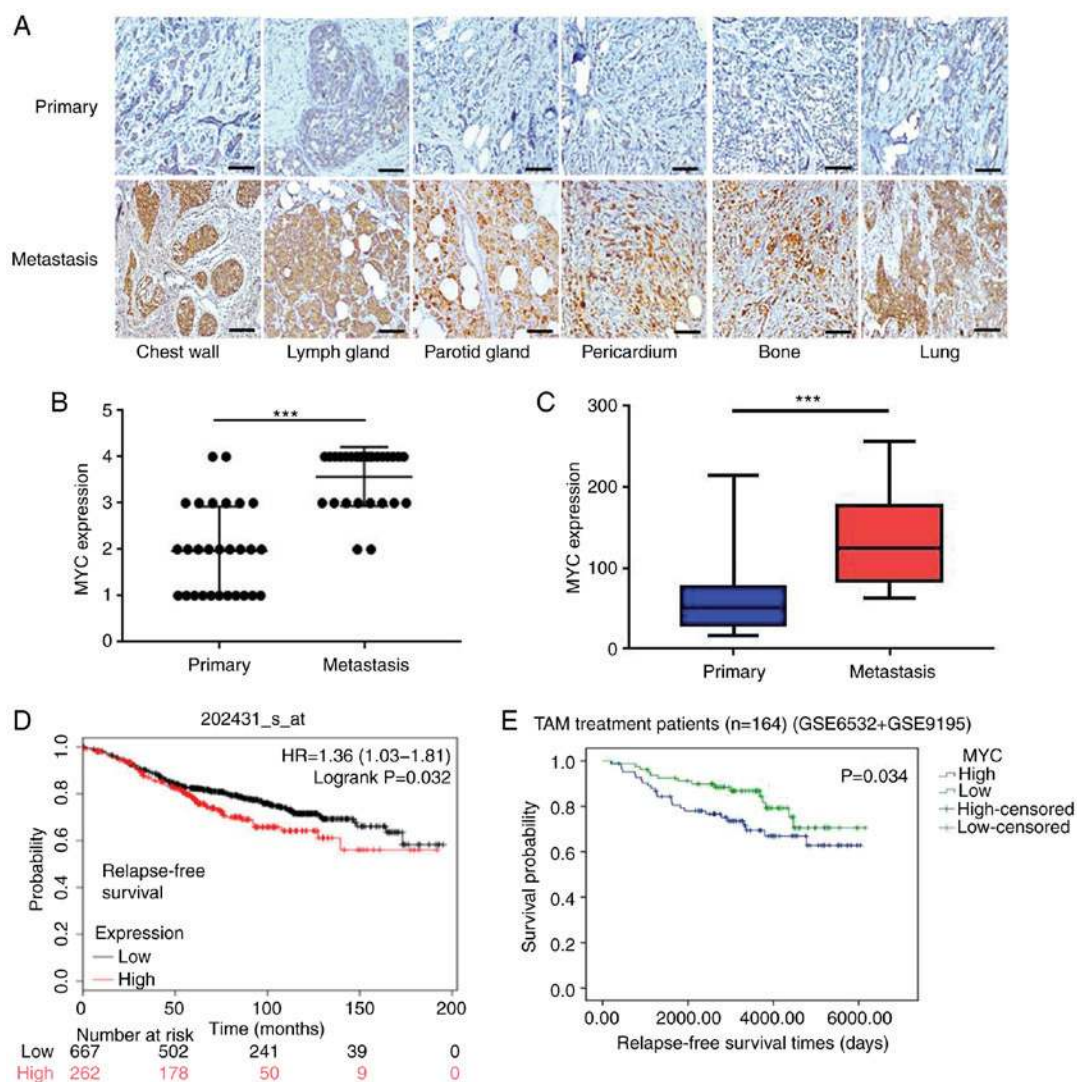 A
Primary
Metastasis
Chest wall Lymph gland Parotid gland Pericardium Bone Lung
B
***
MYC expression
5
4
3
2
1
0
Primary Metastasis
C
***
MYC expression
300
200
100
0
Primary Metastasis
D
202431_s_at
HR=1.36 (1.03–1.81)
Logrank P=0.032
Probability
1.0
0.8
0.6
0.4
0.2
0.0
Relapse-free
survival
Expression
Low
High
0 50 100 150 200
Number at risk Time (months)
Low 667 502 241 39 0
High 262 178 50 9 0
E
TAM treatment patients (n=164) (GSE6532+GSE9195)
P=0.034
MYC
High
Low
High-censored
Low-censored
Survival probability
1.0
0.8
0.6
0.4
0.2
0.0
0.00 2000.00 4000.00 6000.00
Relapse-free survival times (days)